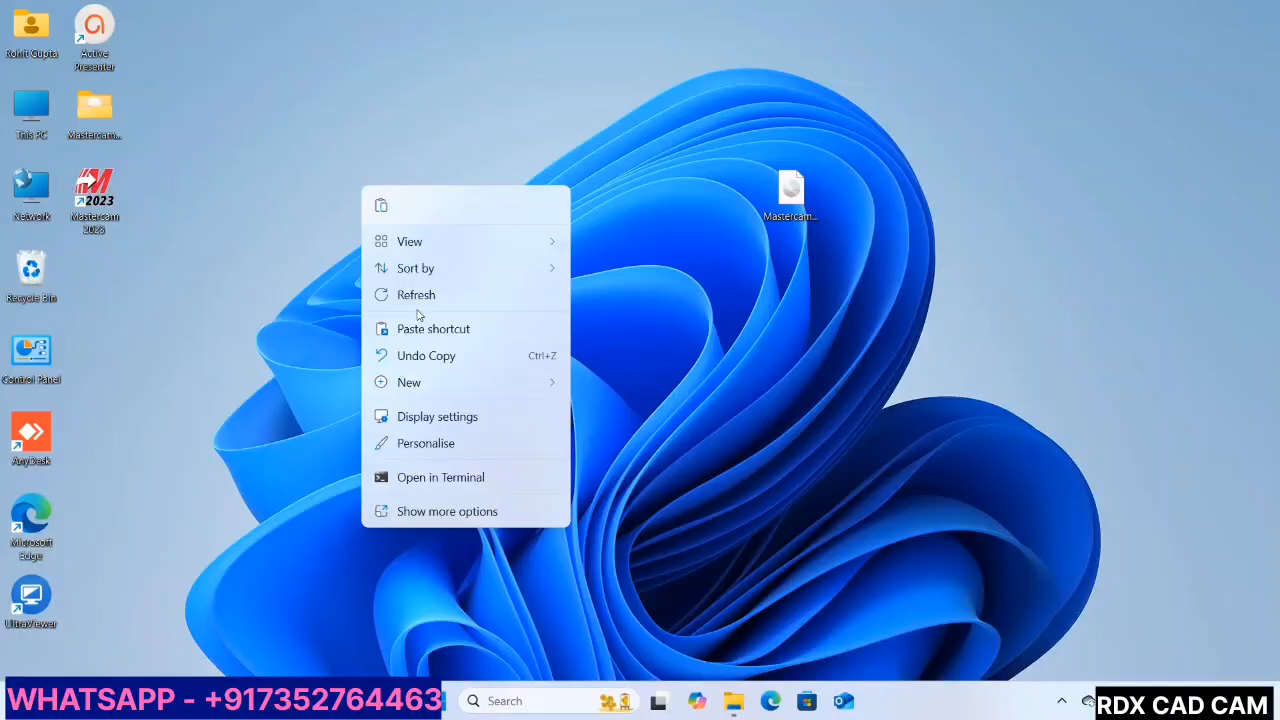 Rohit Gupta
Active
Presenter
This PC
Mastercam...
Network
2023
Mastercam
2023
Recycle Bin
Control Panel
AnyDesk
Microsoft
Edge
UltraViewer
View
Sort by
Refresh
Paste shortcut
Undo Copy Ctrl+Z
New
Display settings
Personalise
Open in Terminal
Show more options
Mastercam...
WHATSAPP - +917352764463
Search
RDX CAD CAM